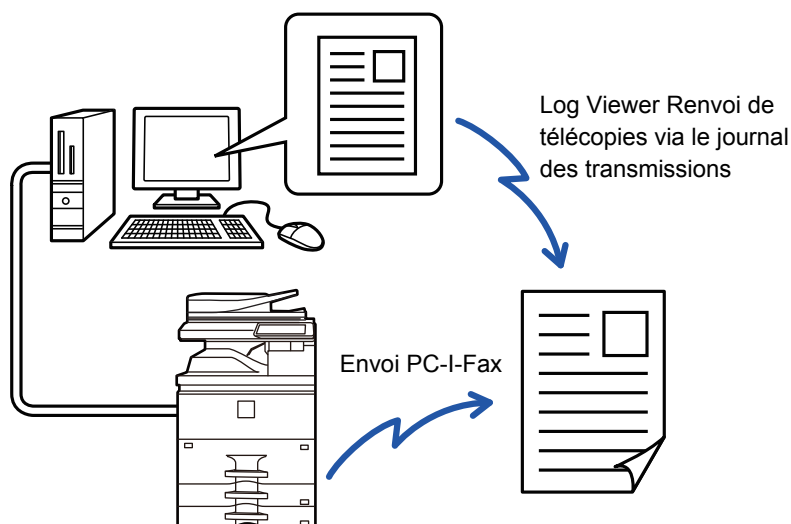 Log Viewer Renvoi de
télécopies via le journal
des transmissions
Envoi PC-I-Fax